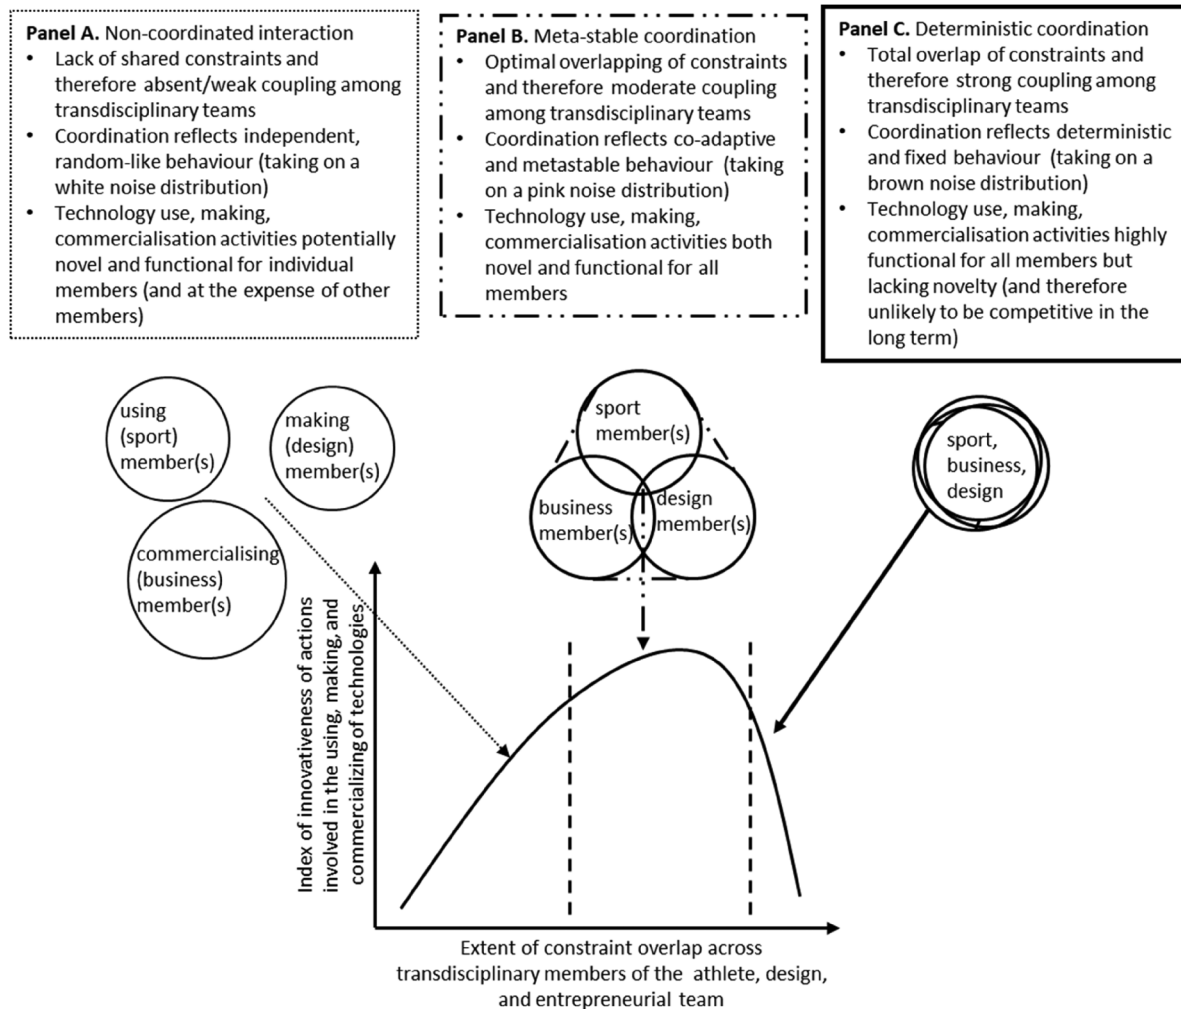 Panel A. Non-coordinated interaction
• Lack of shared constraints and
therefore absent/weak coupling among
transdisciplinary teams
• Coordination reflects independent,
random-like behaviour (taking on a
white noise distribution)
• Technology use, making,
commercialisation activities potentially
novel and functional for individual
members (and at the expense of other
members)
Panel B. Meta-stable coordination
• Optimal overlapping of constraints
and therefore moderate coupling
among transdisciplinary teams
• Coordination reflects co-adaptive
and metastable behaviour (taking
on a pink noise distribution)
• Technology use, making,
commercialisation activities both
novel and functional for all
members
Panel C. Deterministic coordination
• Total overlap of constraints and
therefore strong coupling among
transdisciplinary teams
• Coordination reflects deterministic
and fixed behaviour (taking on a
brown noise distribution)
• Technology use, making,
commercialisation activities highly
functional for all members but
lacking novelty (and therefore
unlikely to be competitive in the
long term)
using
(sport)
member(s)
making
(design)
member(s)
commercialising
(business)
member(s)
sport
member(s)
business
member(s)
design
member(s)
sport,
business,
design
Index of innovativeness of actions
involved in the using, making, and
commercializing of technologies
Extent of constraint overlap across
transdisciplinary members of the athlete, design,
and entrepreneurial team